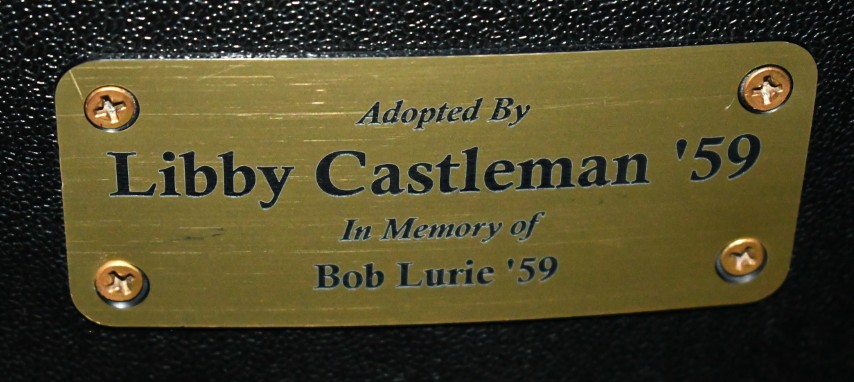 Adopted By
Libby Castleman '59
In Memory of
Bob Lurie '59